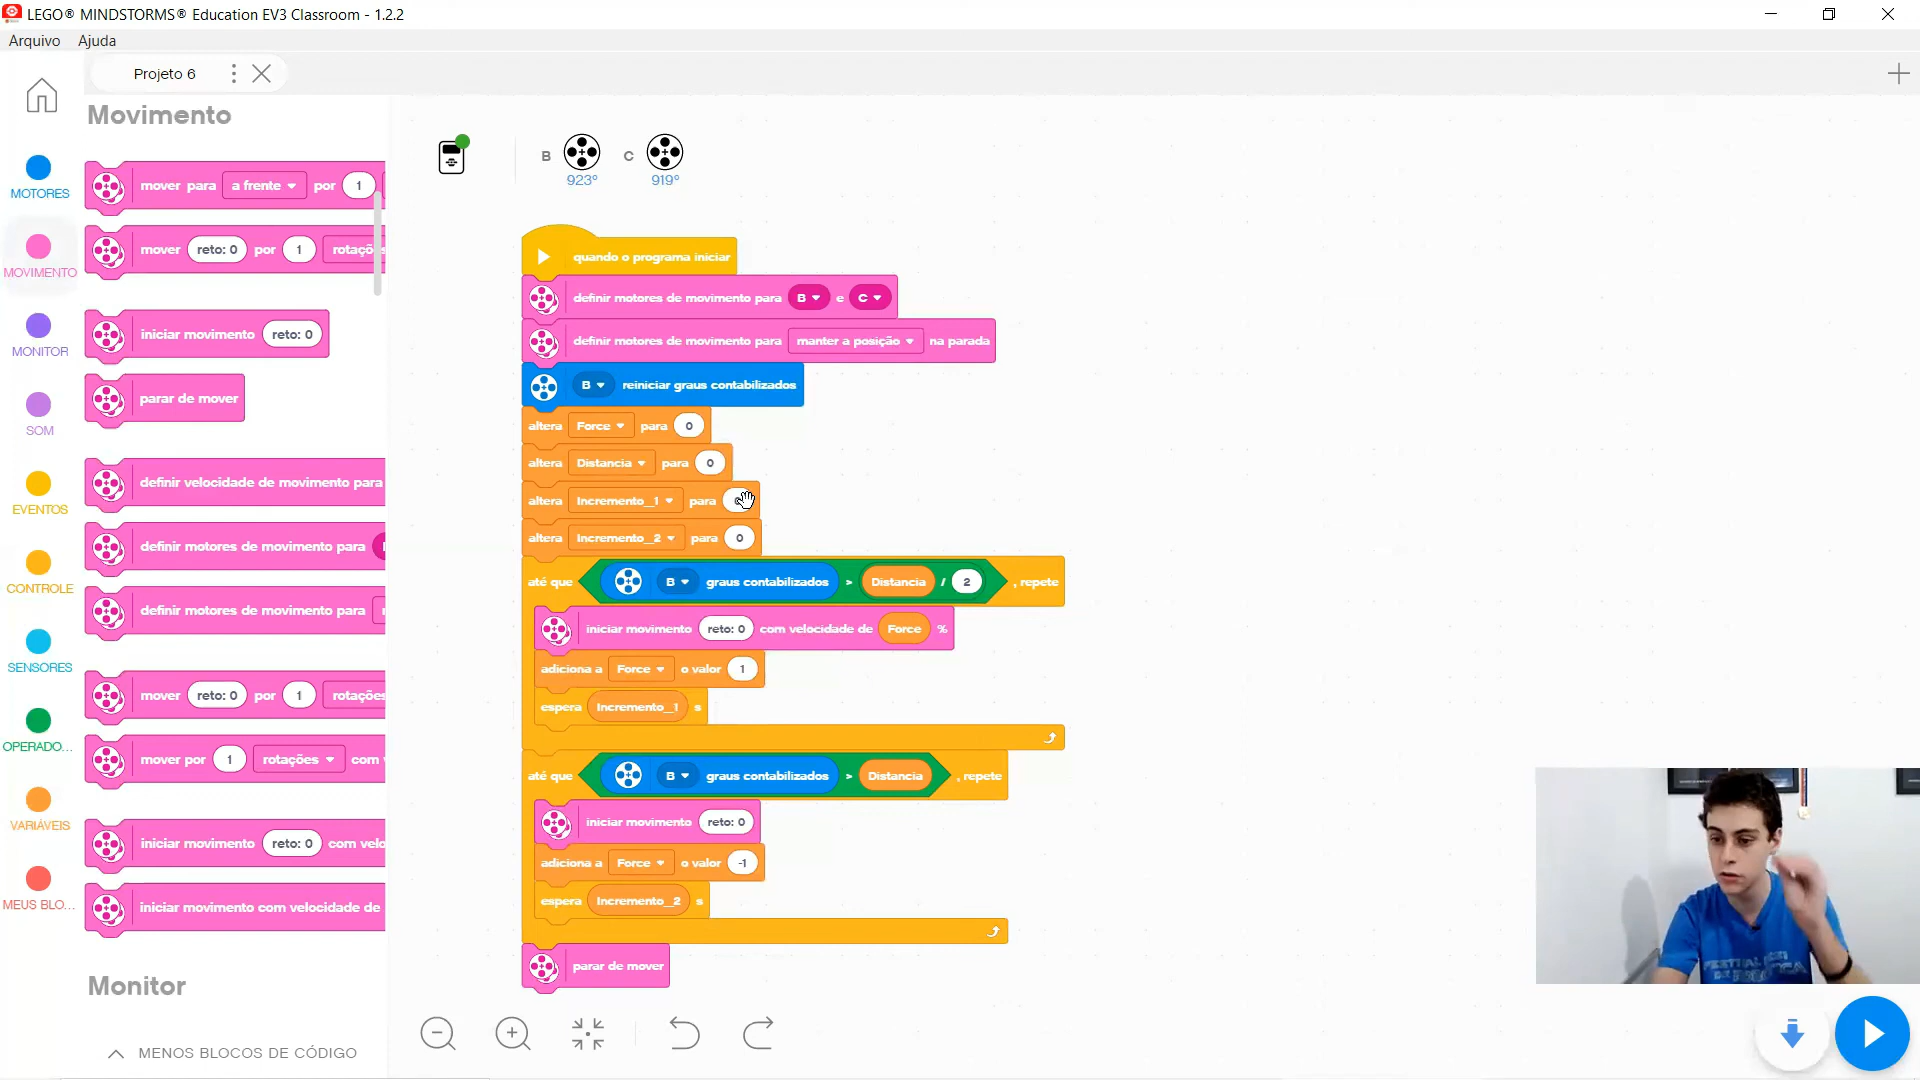 LEGO® MINDSTORMS® Education EV3 Classroom - 1.2.2
Arquivo Ajuda
Projeto 6
Movimento
MOTORES
MOVIMENTO
MONITOR
SOM
EVENTOS
CONTROLE
SENSORES
OPERADO...
VARIÁVEIS
MEUS BLO...
mover para a frente por 1
mover reto: 0 por 1 rotaçõ
iniciar movimento reto: 0
parar de mover
definir velocidade de movimento para
definir motores de movimento para
definir motores de movimento para
mover reto: 0 por 1 rotações
mover por 1 rotações com
iniciar movimento reto: 0 com velo
iniciar movimento com velocidade de
Monitor
MENOS BLOCOS DE CÓDIGO
B C
923° 919°
quando o programa iniciar
definir motores de movimento para B e C
definir motores de movimento para manter a posição na parada
B reiniciar graus contabilizados
altera Force para 0
altera Distancia para 0
altera Incremento_1 para
altera Incremento_2 para 0
até que B graus contabilizados > Distancia / 2 , repete
iniciar movimento reto: 0 com velocidade de Force %
adiciona a Force o valor 1
espera Incremento_1 s
até que B graus contabilizados > Distancia , repete
iniciar movimento reto: 0
adiciona a Force o valor -1
espera Incremento_2 s
parar de mover